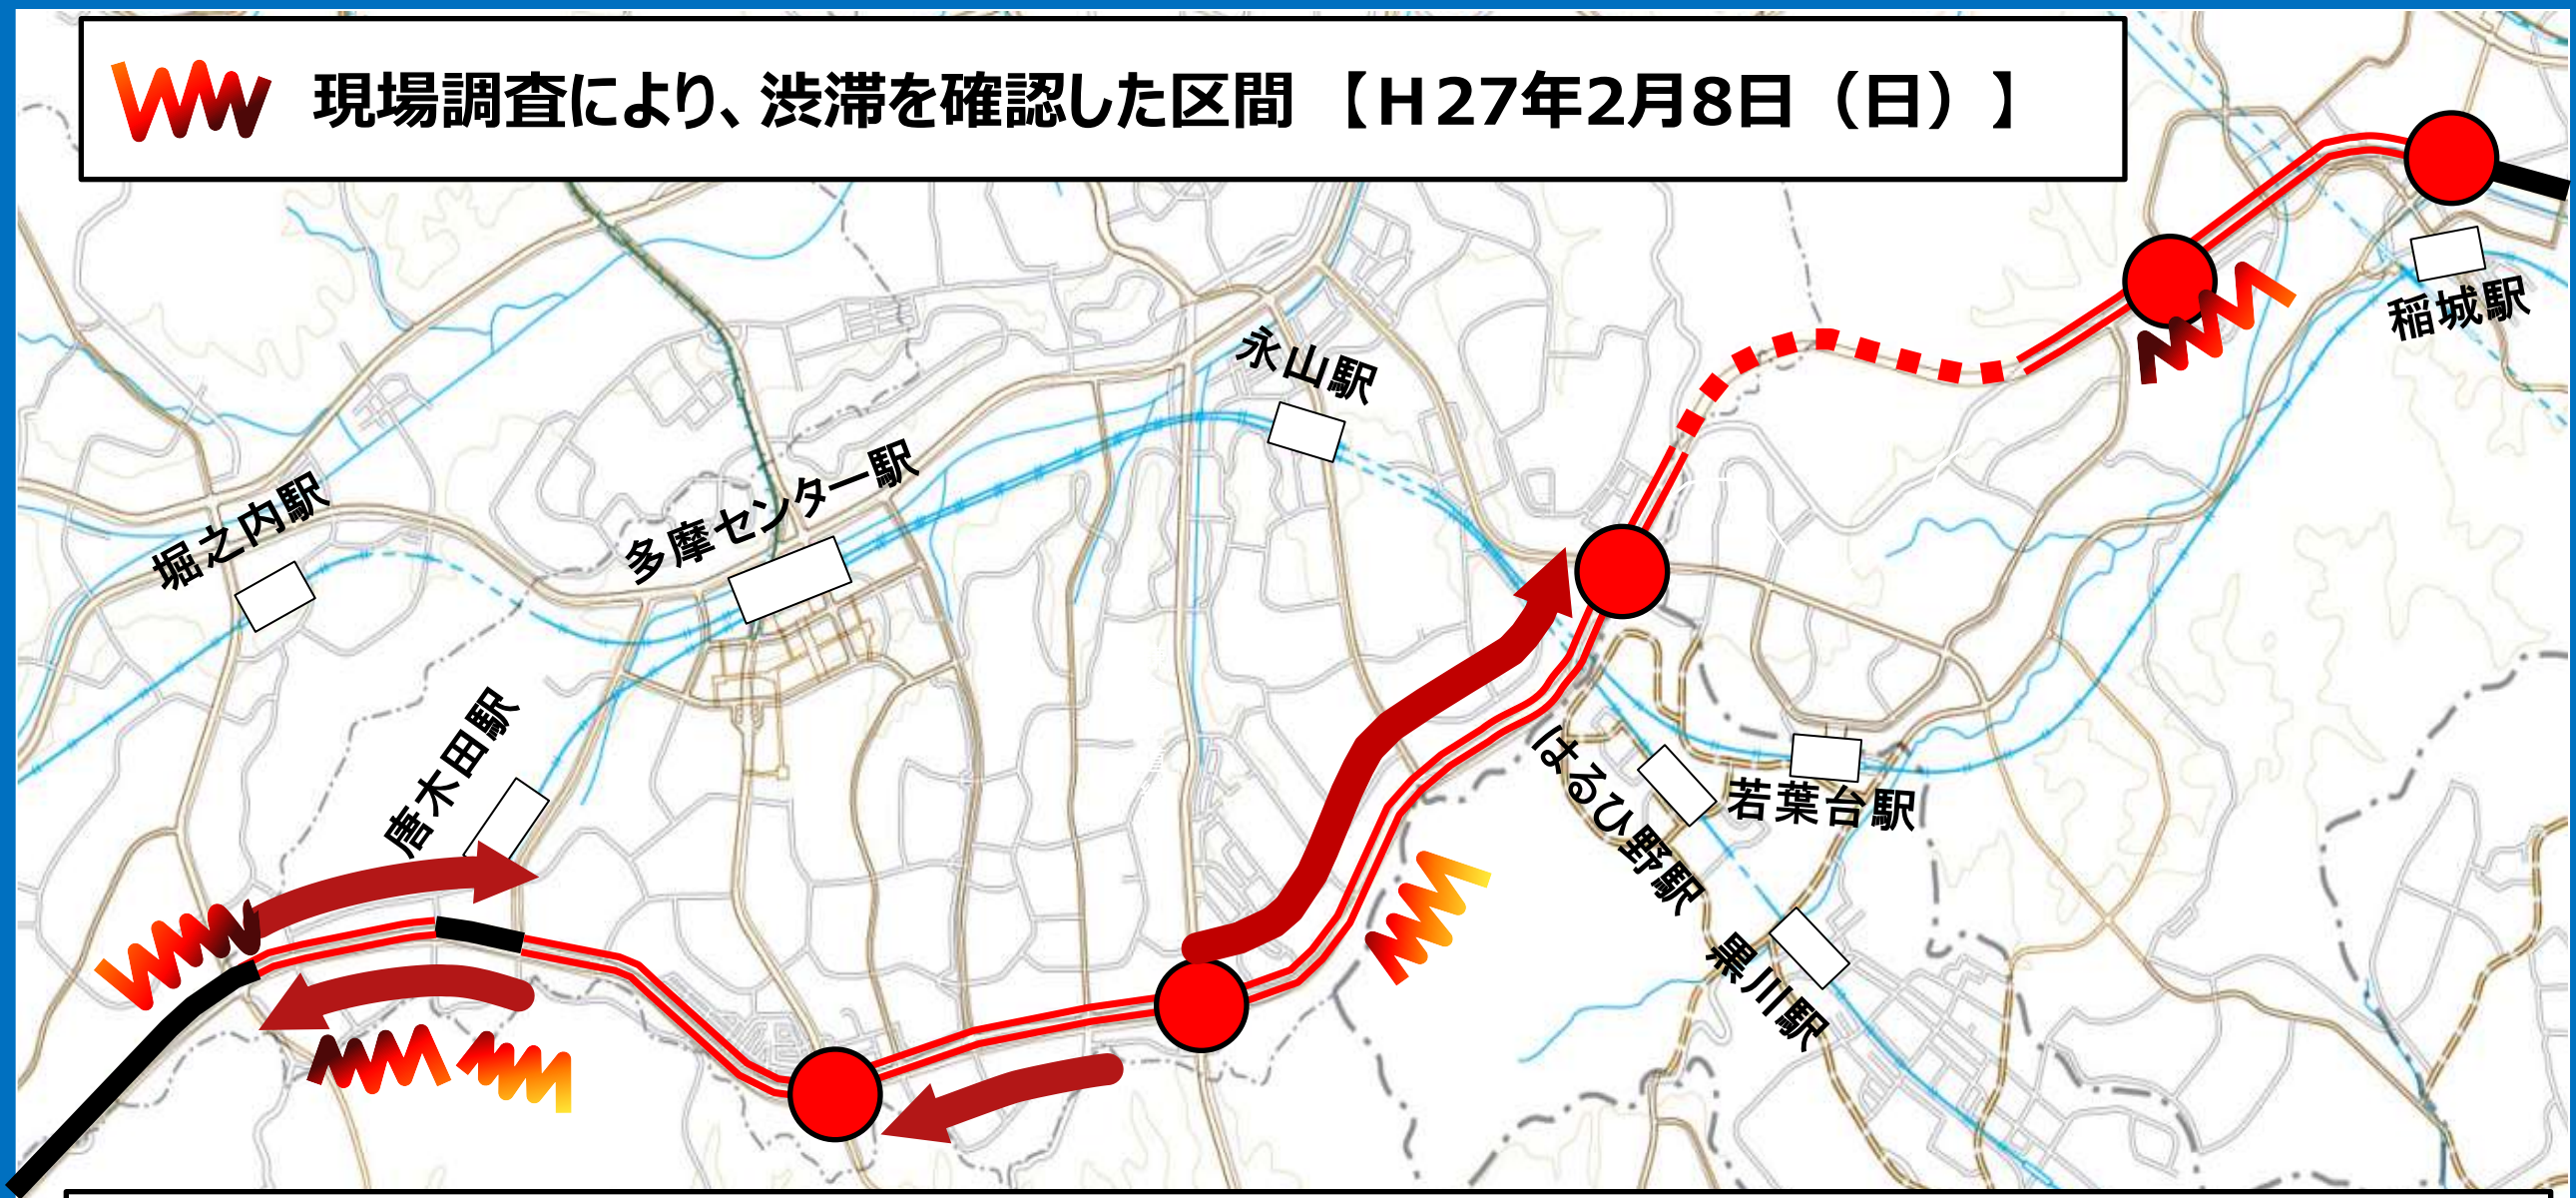 現場調査により、渋滞を確認した区間 【H27年2月8日（日）】
稲城駅
永山駅
多摩センター駅
堀之内駅
唐木田駅
はるひ野駅
若葉台駅
黒川駅